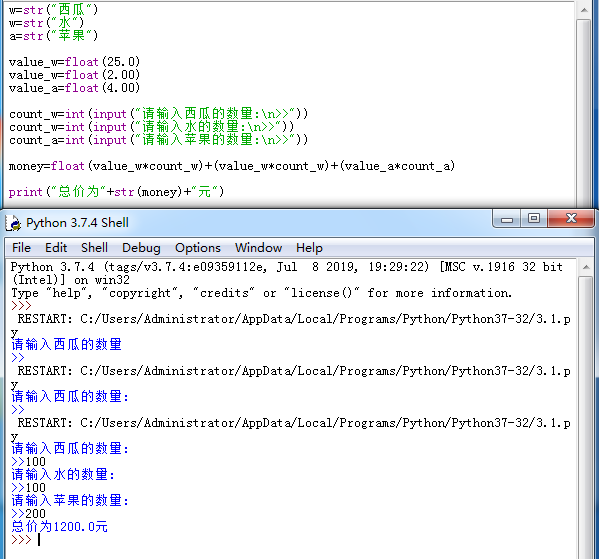 w=str("西瓜")
w=str("水")
a=str("苹果")
value_w=float(25.0)
value_w=float(2.00)
value_a=float(4.00)
count_w=int(input("请输入西瓜的数量:\n>>"))
count_w=int(input("请输入水的数量:\n>>"))
count_a=int(input("请输入苹果的数量:\n>>"))
money=float(value_w*count_w)+(value_w*count_w)+(value_a*count_a)
print("总价为"+str(money)+"元")
Python 3.7.4 Shell
File Edit Shell Debug Options Window Help
Python 3.7.4 (tags/v3.7.4:e09359112e, Jul  8 2019, 19:29:22) [MSC v.1916 32 bit
(Intel)] on win32
Type "help", "copyright", "credits" or "license()" for more information.
>>>
 RESTART: C:/Users/Administrator/AppData/Local/Programs/Python/Python37-32/3.1.p
y
请输入西瓜的数量
>>
 RESTART: C:/Users/Administrator/AppData/Local/Programs/Python/Python37-32/3.1.p
y
请输入西瓜的数量:
>>
 RESTART: C:/Users/Administrator/AppData/Local/Programs/Python/Python37-32/3.1.p
y
请输入西瓜的数量:
>>100
请输入水的数量:
>>100
请输入苹果的数量:
>>200
总价为1200.0元
>>>